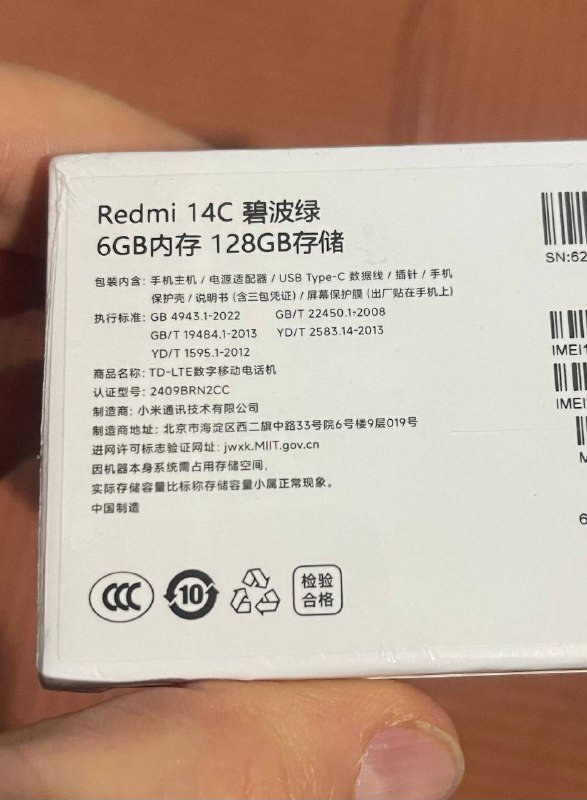 Redmi 14C 碧波绿
6GB内存 128GB存储
包装内含: 手机主机 / 电源适配器 / USB Type-C 数据线 / 插针 / 手机
保护壳 / 说明书 (含三包凭证) / 屏幕保护膜 (出厂贴在手机上)
执行标准: GB 4943.1-2022 GB/T 22450.1-2008
GB/T 19484.1-2013 YD/T 2583.14-2013
YD/T 1595.1-2012
商品名称: TD-LTE数字移动电话机
认证型号: 2409BRN2CC
制造商: 小米通讯技术有限公司
制造商地址: 北京市海淀区西二旗中路33号院6号楼9层019号
进网许可标志验证网址: jwxk.MIIT.gov.cn
因机器本身系统需占用存储空间,
实际存储容量比标称存储容量小属正常现象。
中国制造
CCC
10
检验
合格
SN:62
IMEI1
IMEI
M
6